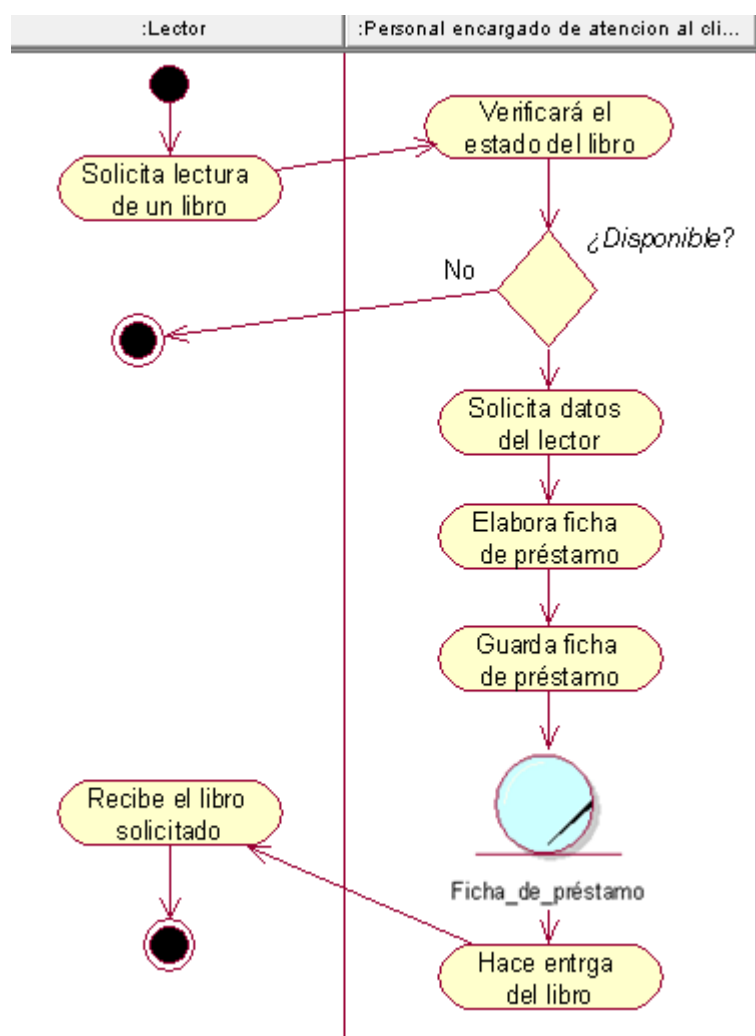 :Lector
:Personal encargado de atencion al cli...
Verificará el
estado del libro
Solicita lectura
de un libro
¿Disponible?
No
Solicita datos
del lector
Elabora ficha
de préstamo
Guarda ficha
de préstamo
Recibe el libro
solicitado
Ficha_de_préstamo
Hace entrga
del libro